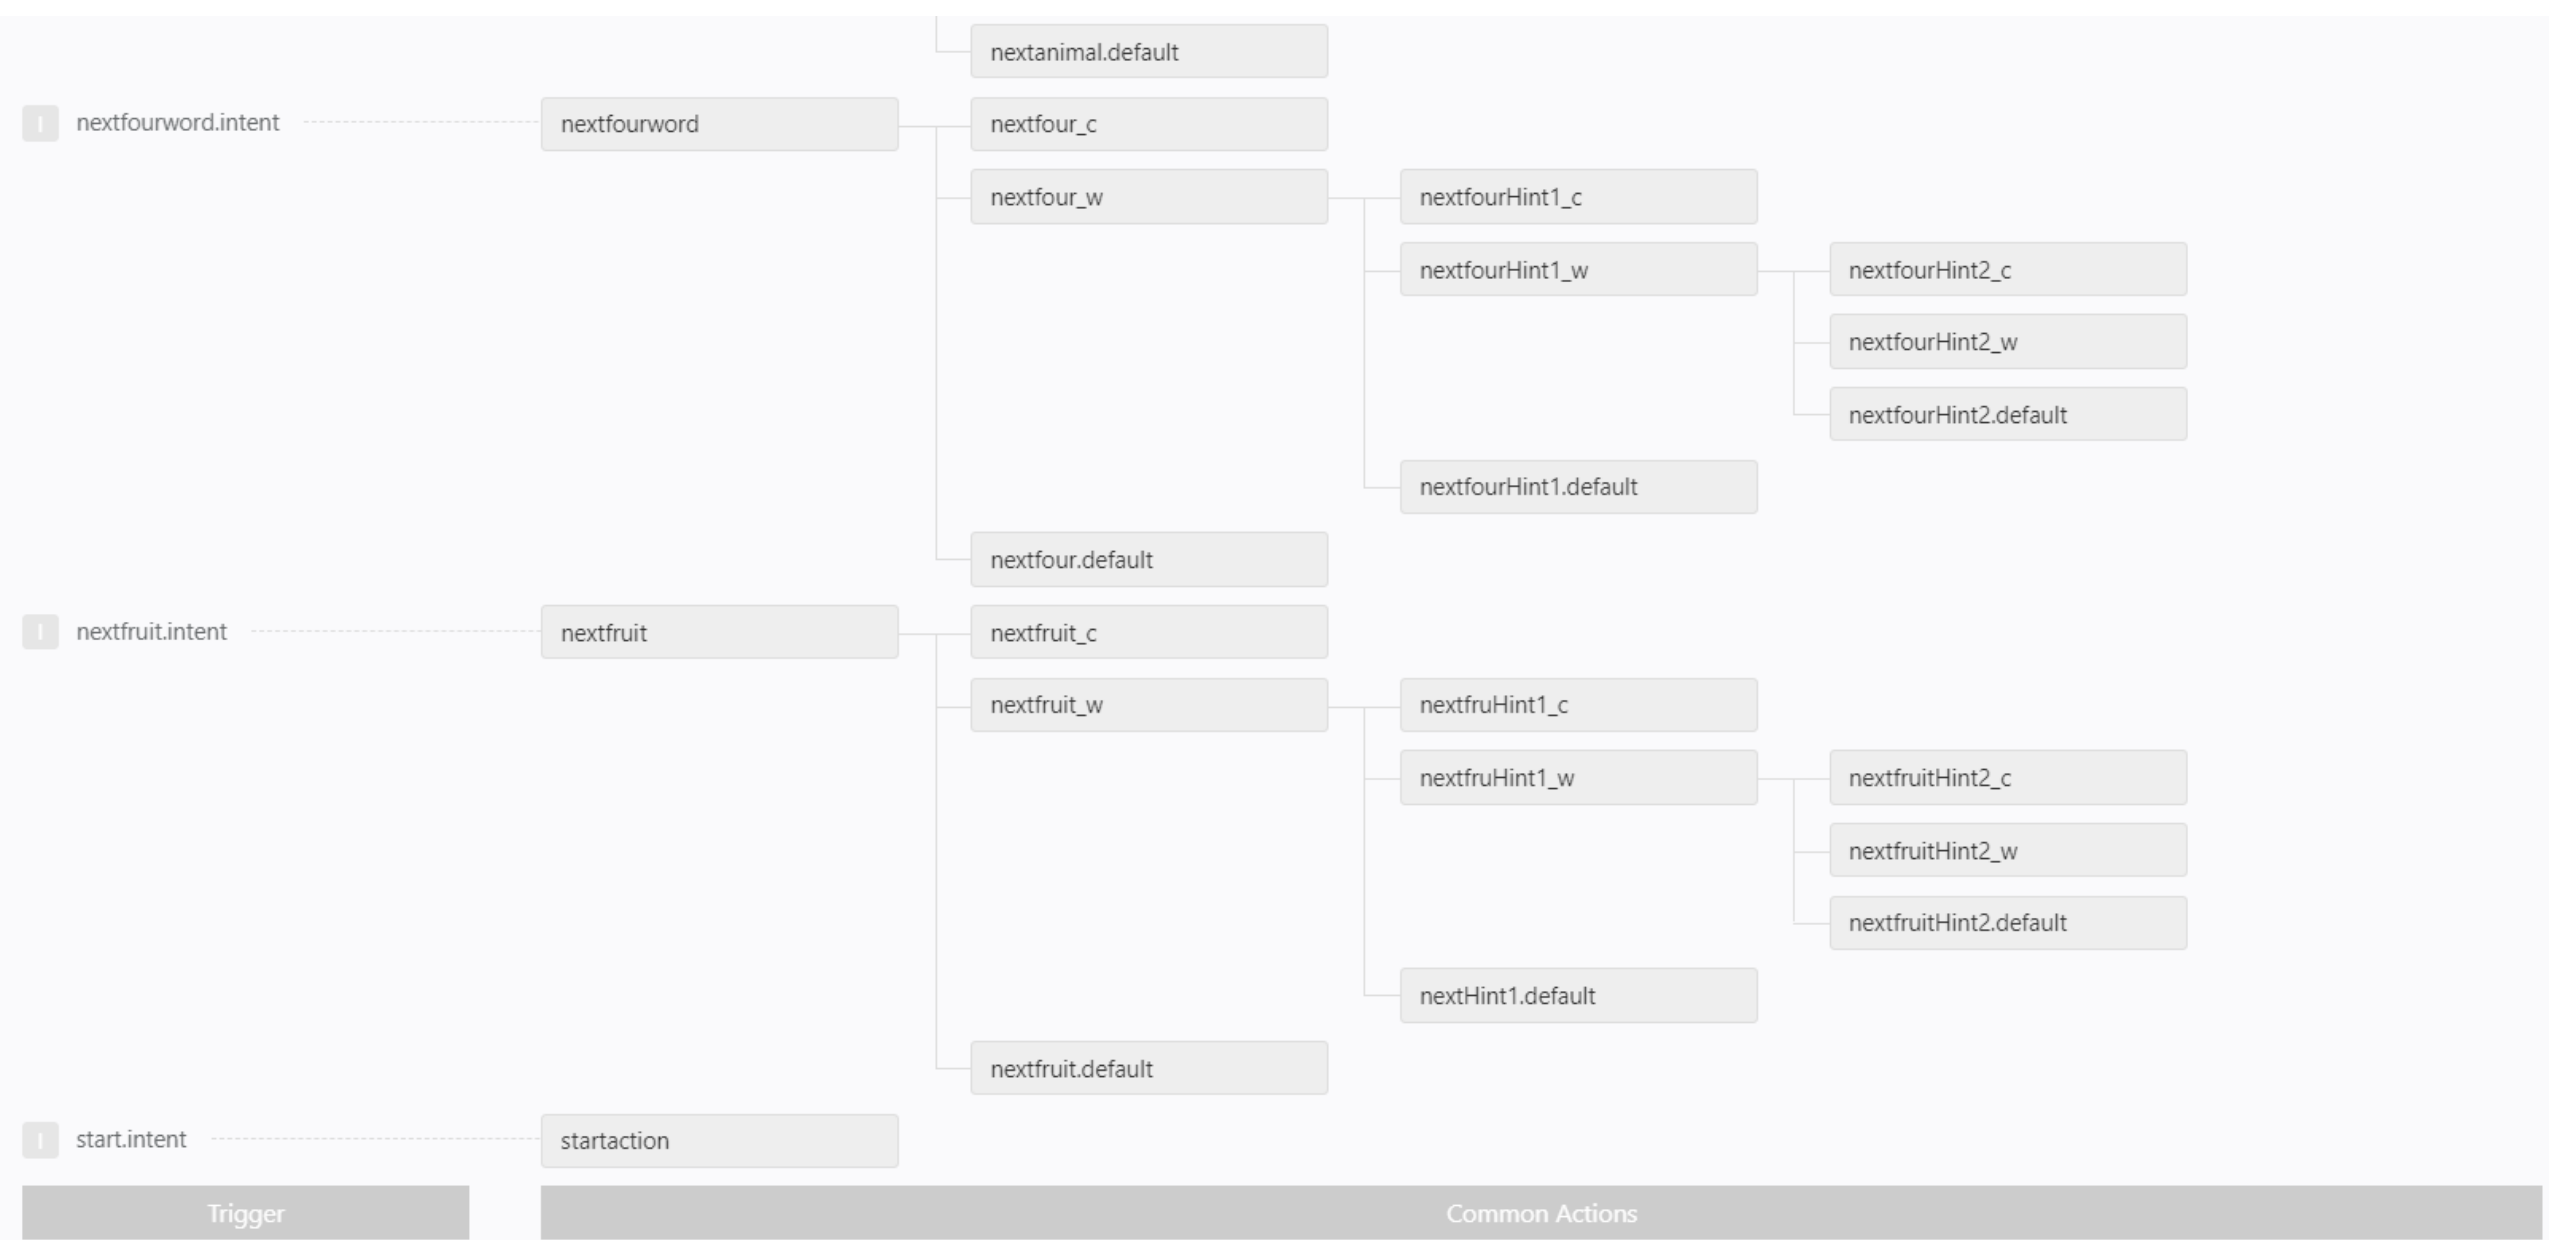 nextanimal.default
nextfourword.intent nextfourword nextfour_c
nextfour_w nextfourHint1_c
nextfourHint1_w nextfourHint2_c
nextfourHint2_w
nextfourHint2.default
nextfourHint1.default
nextfour.default
nextfruit.intent nextfruit nextfruit_c
nextfruit_w nextfruHint1_c
nextfruHint1_w nextfruitHint2_c
nextfruitHint2_w
nextfruitHint2.default
nextHint1.default
nextfruit.default
start.intent startaction
Trigger Common Actions